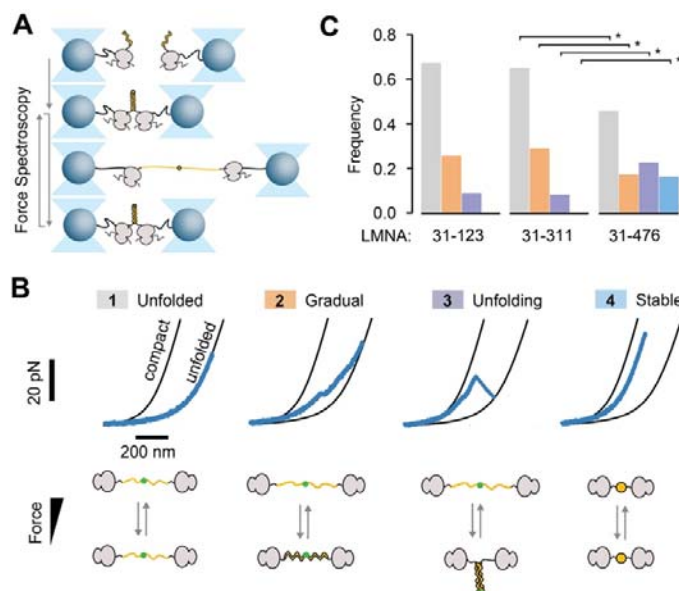 A
Force Spectroscopy
C
Frequency
0.8
0.6
0.4
0.2
0.0
* * * *
LMNA: 31-123 31-311 31-476
B
1 Unfolded 2 Gradual 3 Unfolding 4 Stable
20 pN
compact
unfolded
200 nm
Force